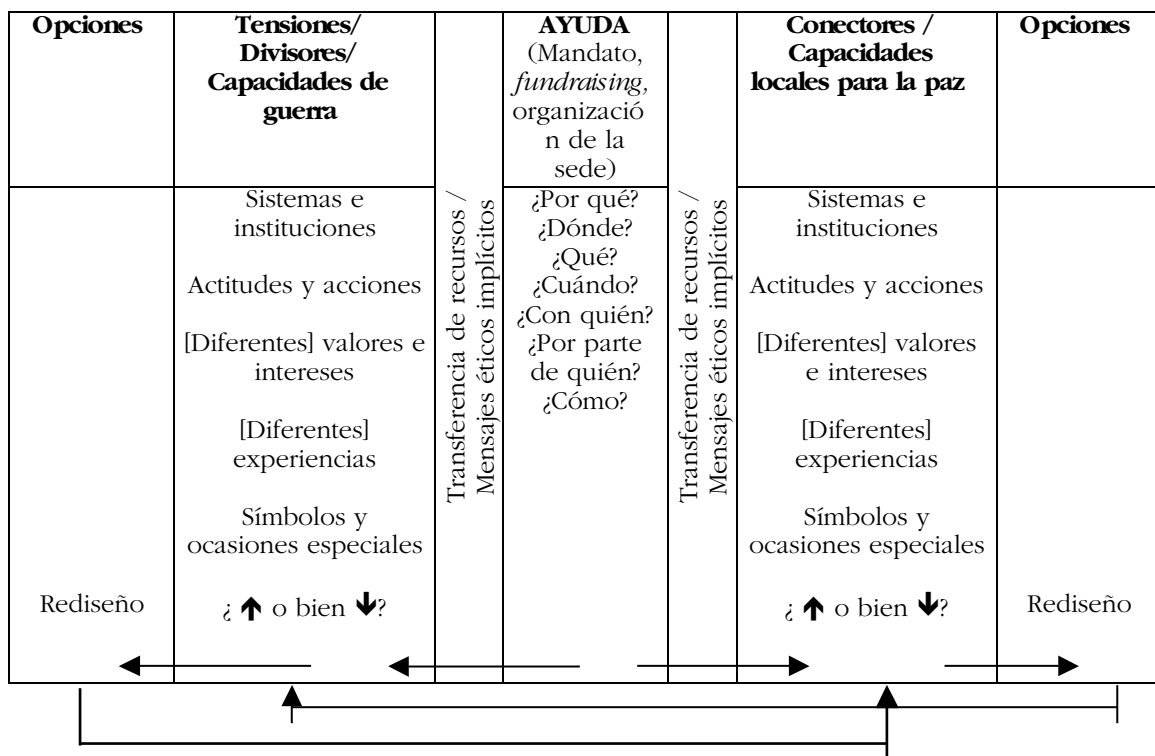 Opciones
Tensiones/
Divisores/
Capacidades de
guerra
AYUDA
(Mandato,
fundraising,
organizació
n de la
sede)
Conectores /
Capacidades
locales para la paz
Opciones
Rediseño
Sistemas e
instituciones
Actitudes y acciones
[Diferentes] valores e
intereses
[Diferentes]
experiencias
Símbolos y
ocasiones especiales
¿ ↑ o bien ↓?
Transferencia de recursos /
Mensajes éticos implícitos
¿Por qué?
¿Dónde?
¿Qué?
¿Cuándo?
¿Con quién?
¿Por parte
de quién?
¿Cómo?
Transferencia de recursos /
Mensajes éticos implícitos
Sistemas e
instituciones
Actitudes y acciones
[Diferentes] valores
e intereses
[Diferentes]
experiencias
Símbolos y
ocasiones especiales
¿ ↑ o bien ↓?
Rediseño